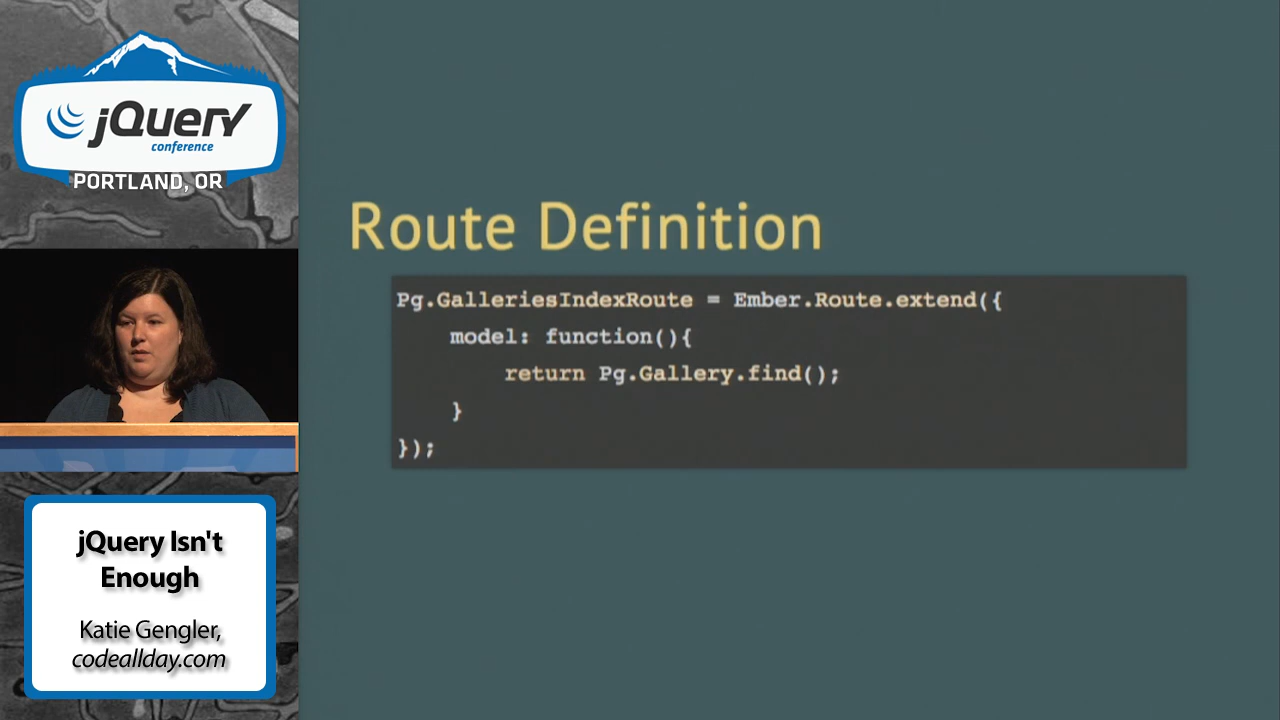 jQuery
conference
PORTLAND, OR
Route Definition
Pg.GalleriesIndexRoute = Ember.Route.extend({
    model: function(){
        return Pg.Gallery.find();
    }
});
jQuery Isn't
Enough
Katie Gengler,
codeallday.com